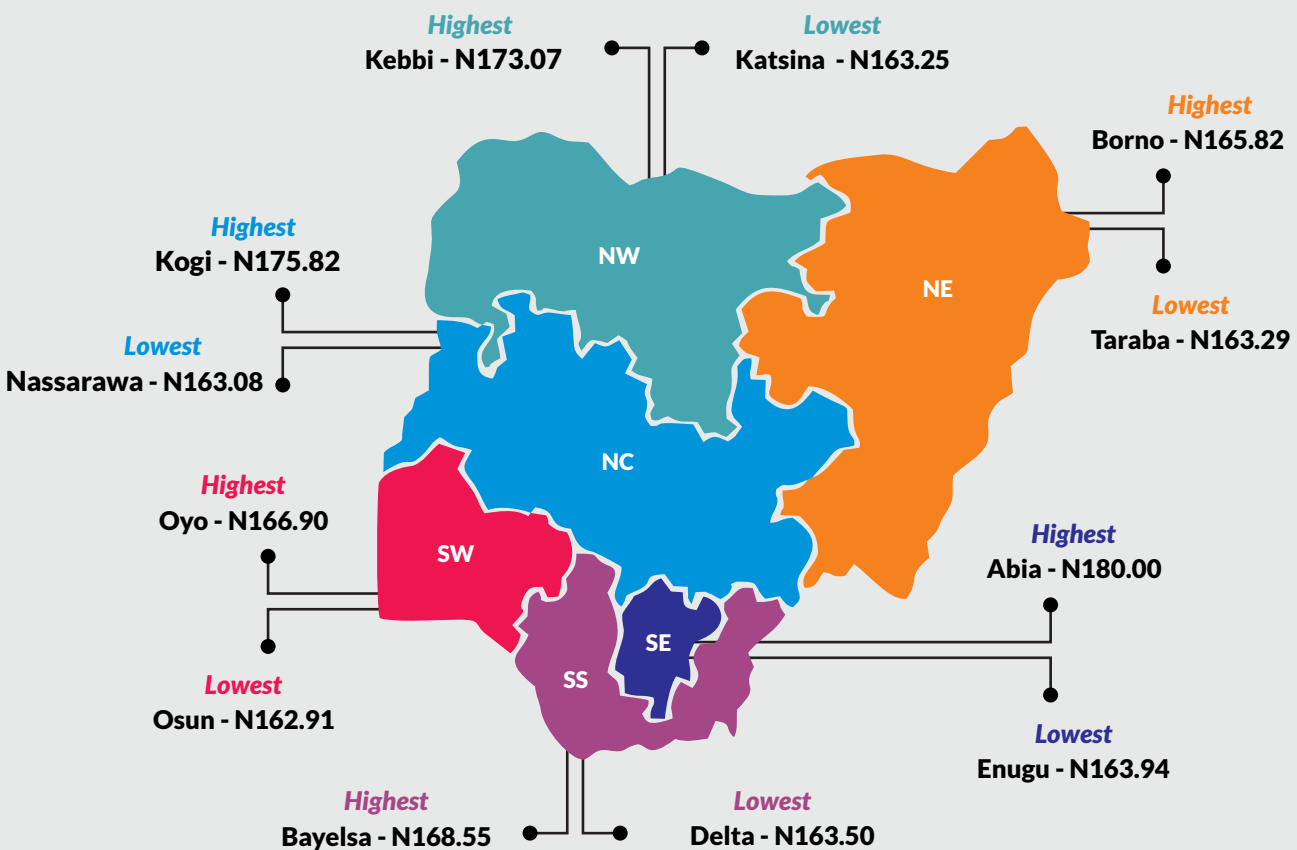 Highest
Kebbi - N173.07
Lowest
Katsina - N163.25
Highest
Borno - N165.82
Lowest
Taraba - N163.29
Highest
Kogi - N175.82
Lowest
Nassarawa - N163.08
NW
NE
NC
SW
SE
SS
Highest
Oyo - N166.90
Lowest
Osun - N162.91
Highest
Abia - N180.00
Lowest
Enugu - N163.94
Highest
Bayelsa - N168.55
Lowest
Delta - N163.50